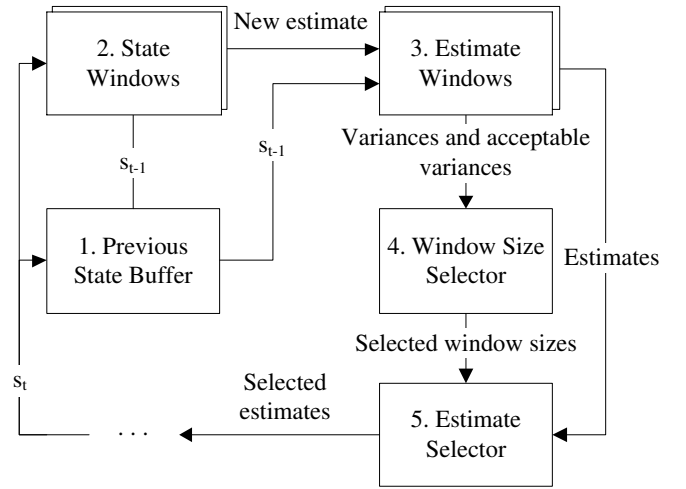 New estimate
2. State
Windows
3. Estimate
Windows
Variances and acceptable
variances
s_{t-1}
s_{t-1}
1. Previous
State Buffer
4. Window Size
Selector
Estimates
Selected window sizes
s_t
Selected
estimates
. . .
5. Estimate
Selector